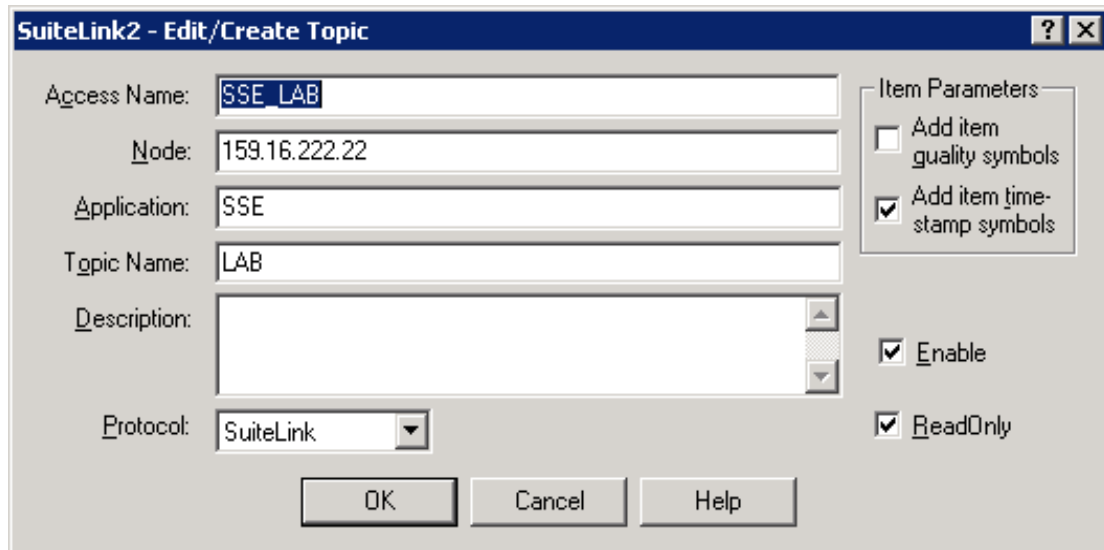 SuiteLink2 - Edit/Create Topic
? X
Access Name: SSE_LAB
Node: 159.16.222.22
Application: SSE
Topic Name: LAB
Description:
Protocol: SuiteLink
Item Parameters
Add item
guality symbols
Add item time-
stamp symbols
Enable
ReadOnly
OK Cancel Help